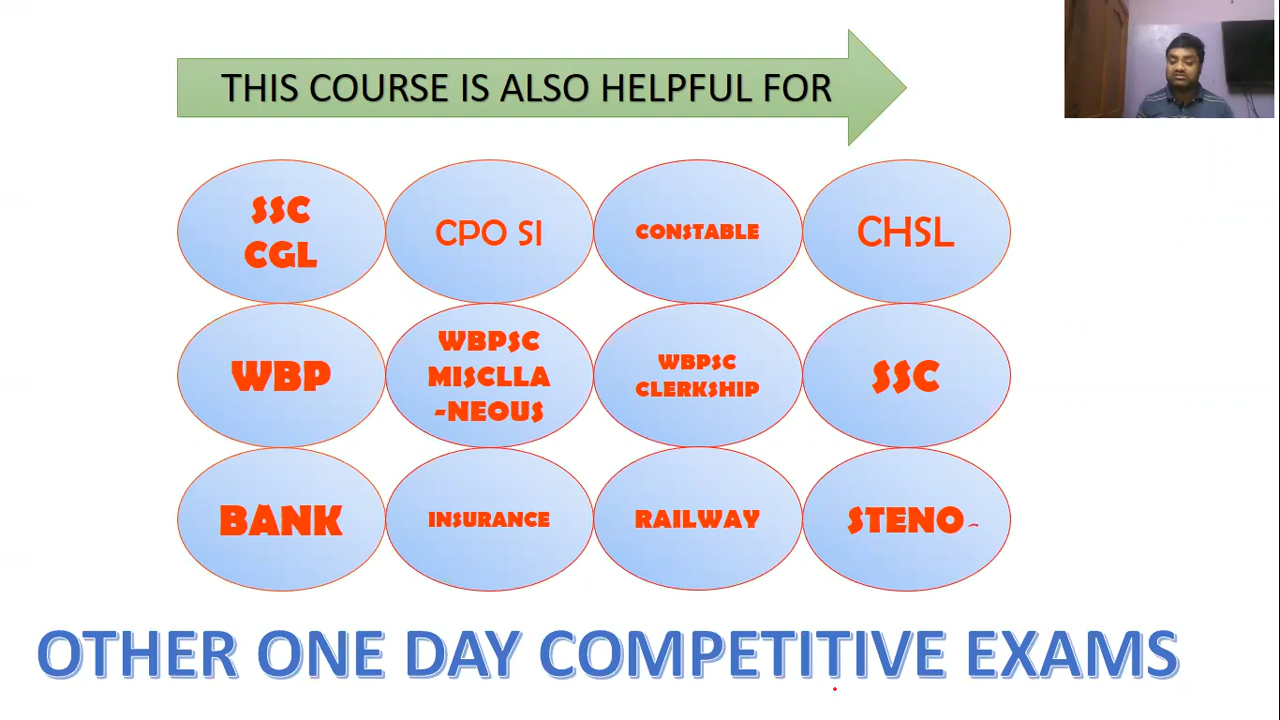 THIS COURSE IS ALSO HELPFUL FOR
SSC
CGL
CPO SI
CONSTABLE
CHSL
WBP
WBPSC
MISCLLA
-NEOUS
WBPSC
CLERKSHIP
SSC
BANK
INSURANCE
RAILWAY
STENO
OTHER ONE DAY COMPETITIVE EXAMS